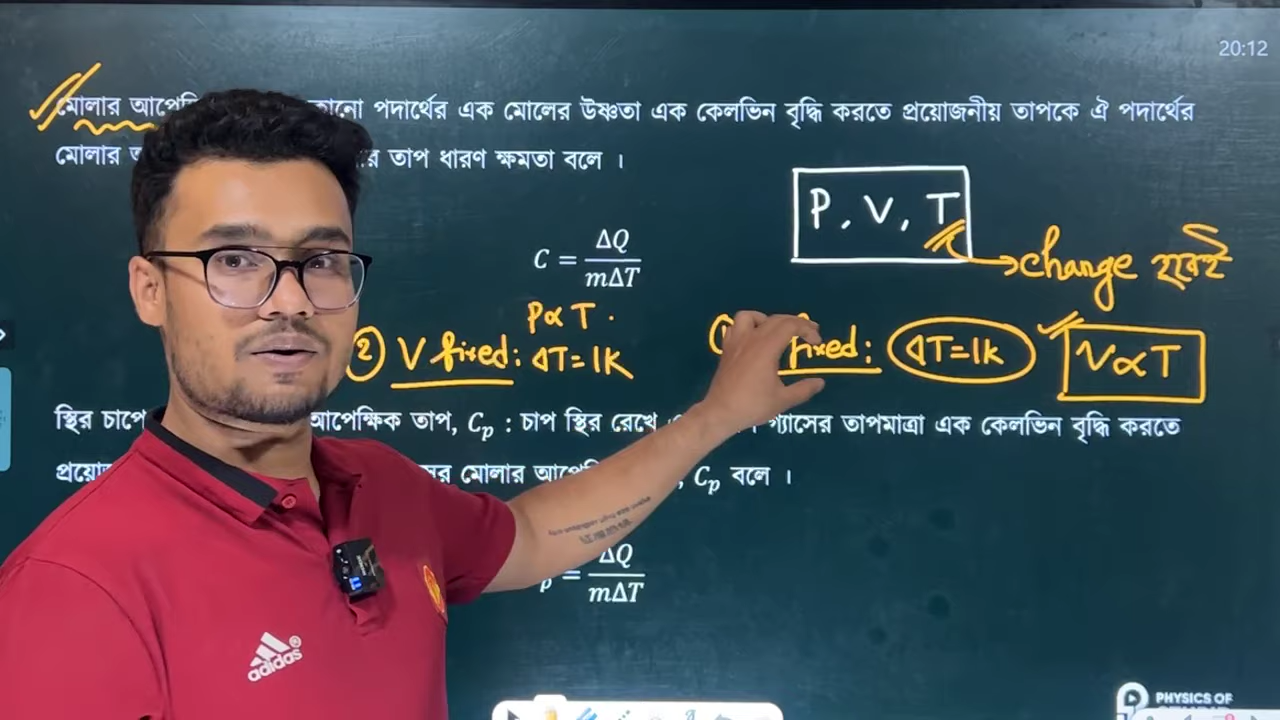 20:12
মোলার কোনো পদার্থের এক মোলের উষ্ণতা এক কেলভিন বৃদ্ধি করতে প্রয়োজনীয় তাপকে ঐ পদার্থের
মোলার তাপ ধারণ ক্ষমতা বলে ।
P, V, T
C = ΔQ / mΔT
change হবেই
P∝ T .
② V fixed: ΔT=1K
fixed: ΔT=1K V∝T
স্থির চাপে আপেক্ষিক তাপ, Cp : চাপ স্থির রেখে গ্যাসের তাপমাত্রা এক কেলভিন বৃদ্ধি করতে
মোলার Cp বলে ।
p = ΔQ / mΔT
adidas
PHYSICS OF